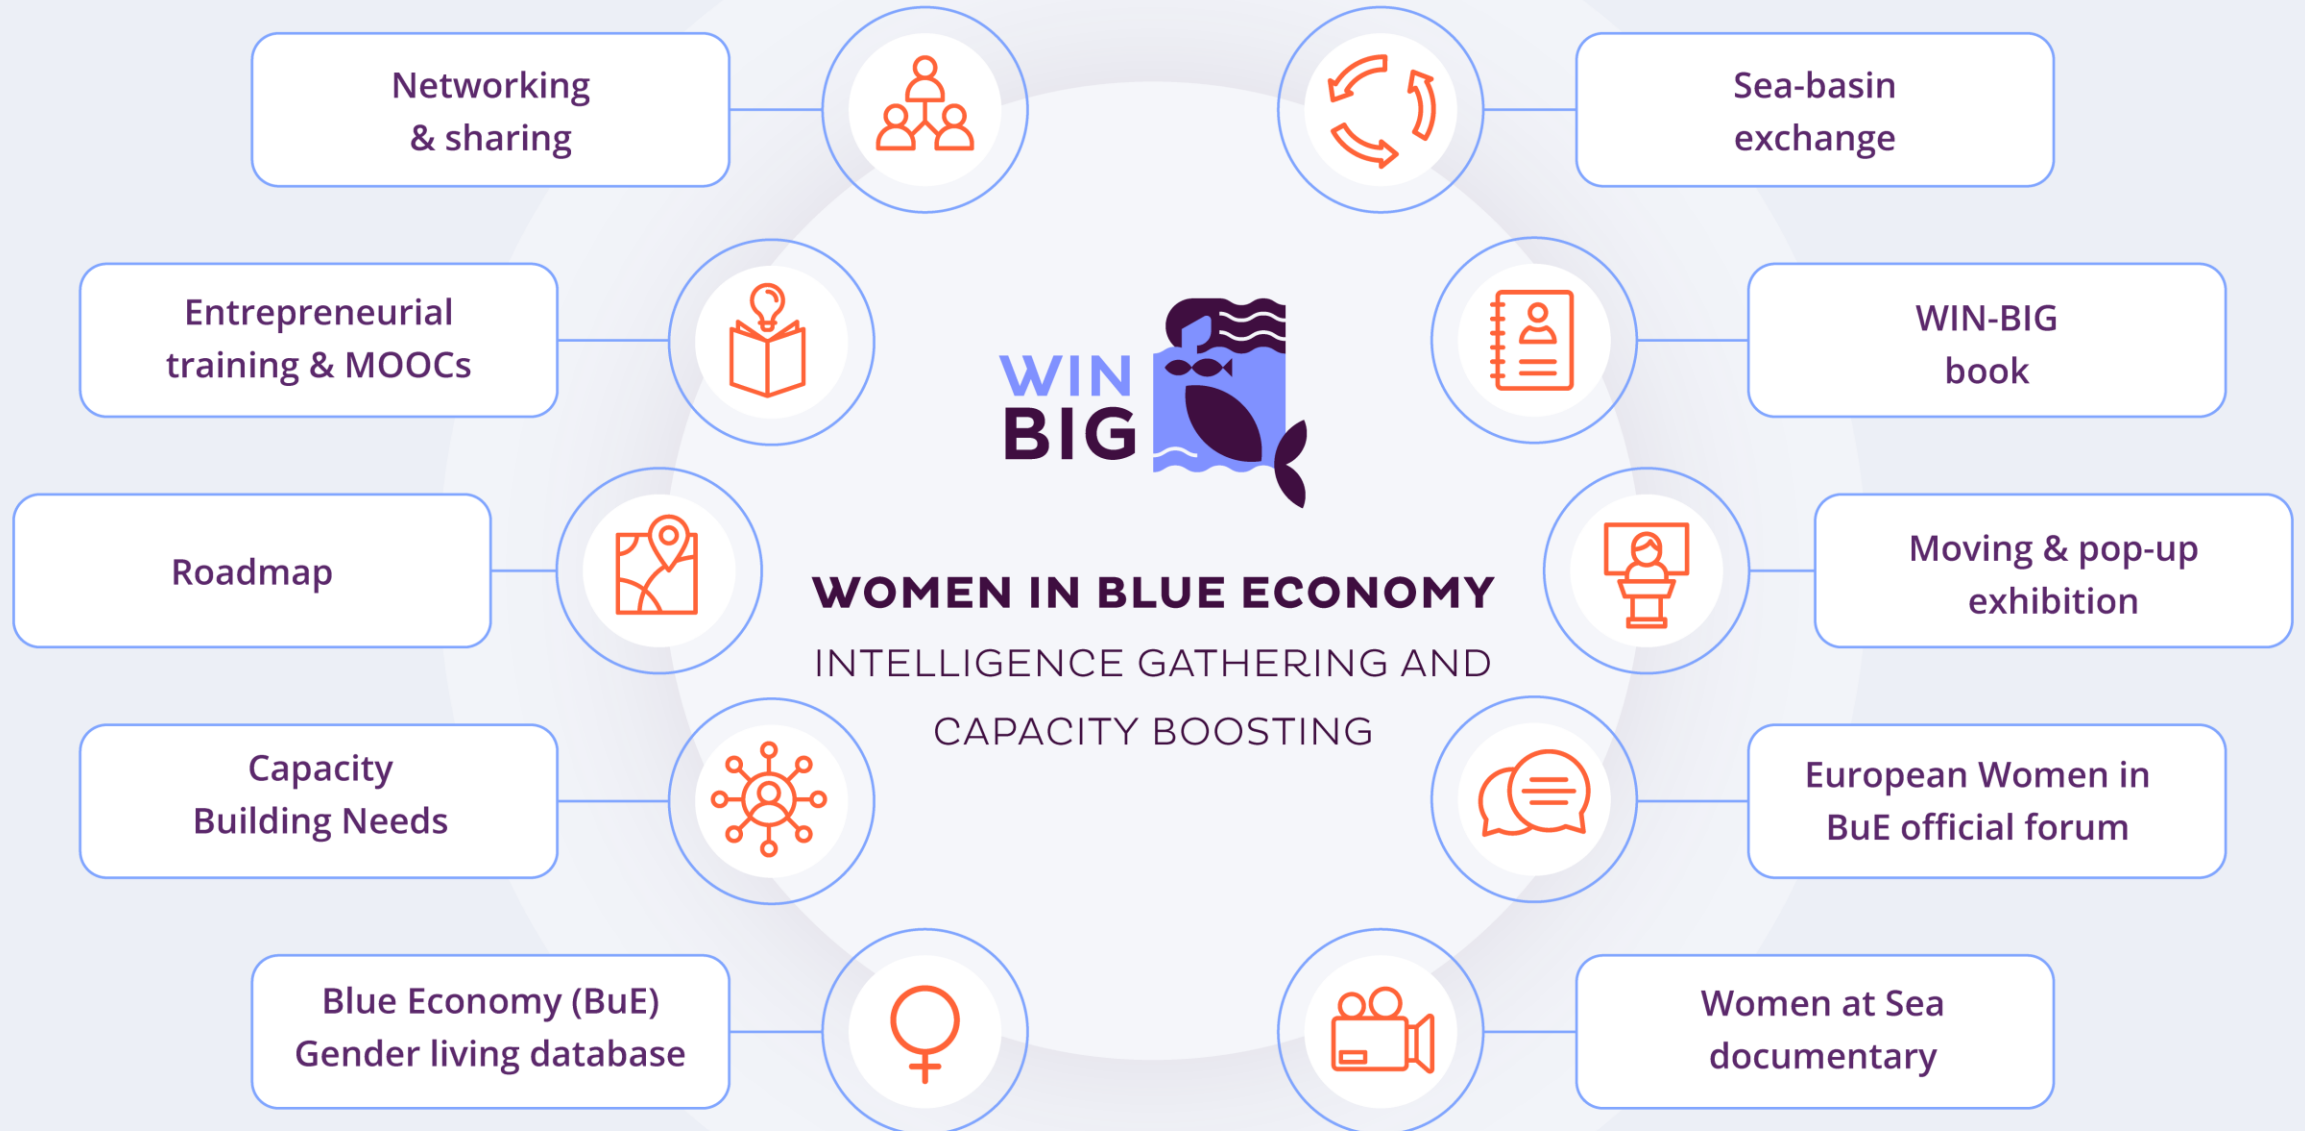 Networking
& sharing
Sea-basin
exchange
Entrepreneurial
training & MOOCs
WIN-BIG
book
WIN
BIG
Roadmap
Moving & pop-up
exhibition
WOMEN IN BLUE ECONOMY
INTELLIGENCE GATHERING AND
CAPACITY BOOSTING
Capacity
Building Needs
European Women in
BuE official forum
Blue Economy (BuE)
Gender living database
Women at Sea
documentary